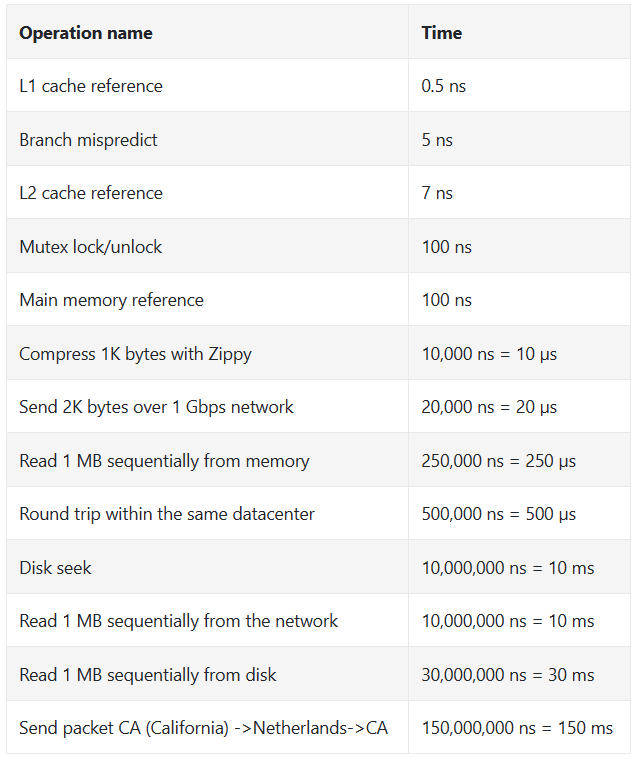 Operation name Time
L1 cache reference 0.5 ns
Branch mispredict 5 ns
L2 cache reference 7 ns
Mutex lock/unlock 100 ns
Main memory reference 100 ns
Compress 1K bytes with Zippy 10,000 ns = 10 μs
Send 2K bytes over 1 Gbps network 20,000 ns = 20 μs
Read 1 MB sequentially from memory 250,000 ns = 250 μs
Round trip within the same datacenter 500,000 ns = 500 μs
Disk seek 10,000,000 ns = 10 ms
Read 1 MB sequentially from the network 10,000,000 ns = 10 ms
Read 1 MB sequentially from disk 30,000,000 ns = 30 ms
Send packet CA (California) ->Netherlands->CA 150,000,000 ns = 150 ms